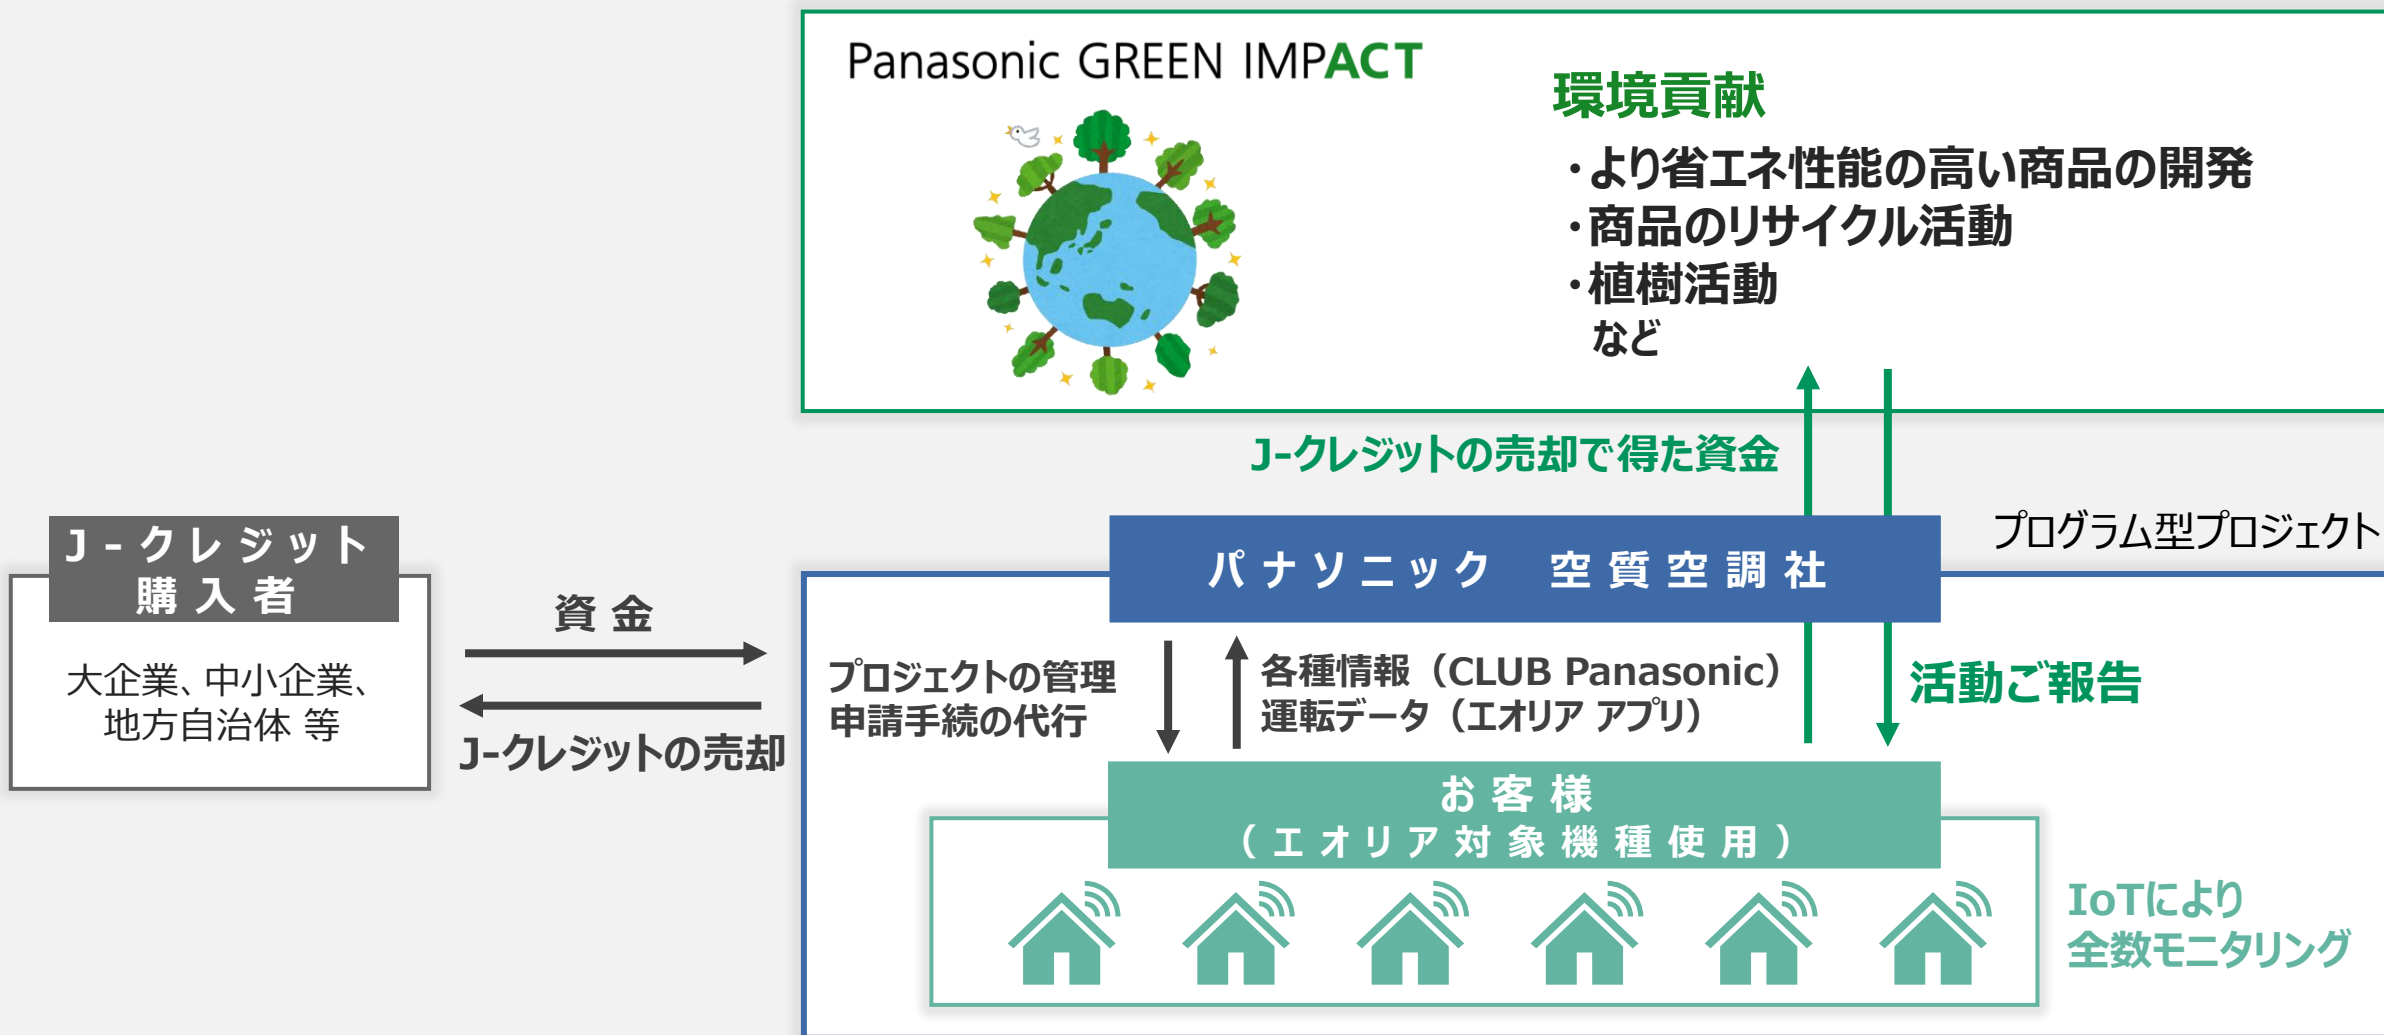 Panasonic GREEN IMPACT
環境貢献
・より省エネ性能の高い商品の開発
・商品のリサイクル活動
・植樹活動
など
J-クレジットの売却で得た資金
プログラム型プロジェクト
J-クレジット
購入者
大企業、中小企業、
地方自治体 等
資金
J-クレジットの売却
パナソニック 空質空調社
プロジェクトの管理
申請手続の代行
各種情報（CLUB Panasonic）
運転データ（エオリア アプリ）
活動ご報告
お客様
（エオリア対象機種使用）
IoTにより
全数モニタリング